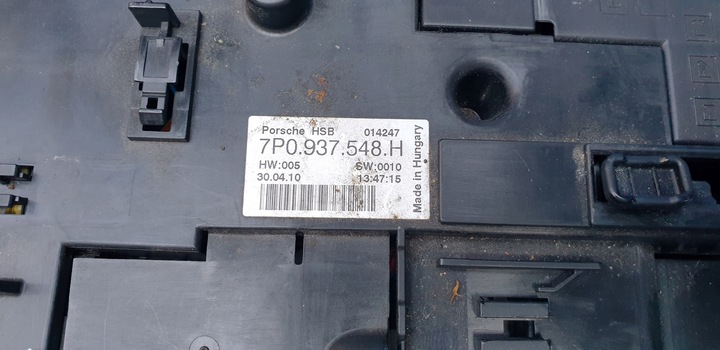 Porsche HSB 014247
7P0.937.548.H
HW:005 SW:0010
30.04.10 13:47:15
Made in Hungary